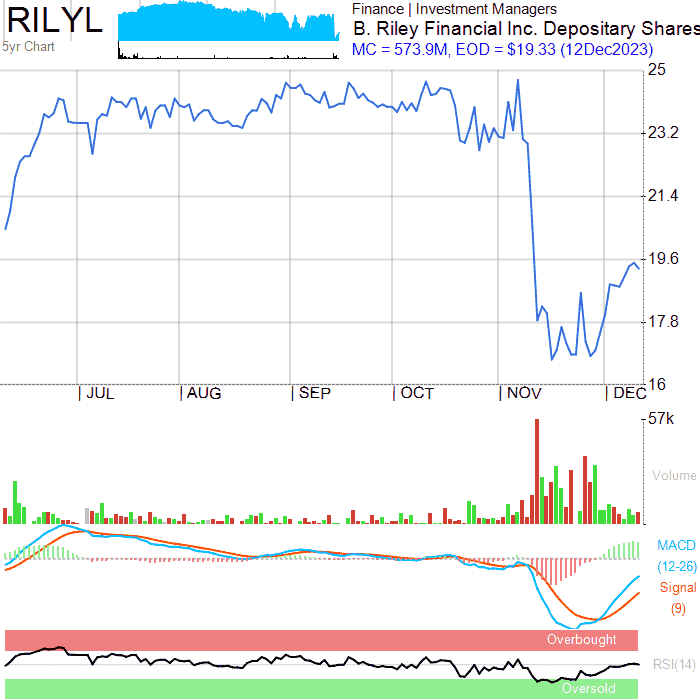 RILYL
5yr Chart
Finance | Investment Managers
B. Riley Financial Inc. Depositary Shares
MC = 573.9M, EOD = $19.33 (12Dec2023)
25
23.2
21.4
19.6
17.8
16
JUL AUG SEP OCT NOV DEC
57k
Volume
MACD
(12-26)
Signal
(9)
Overbought
RSI(14)
Oversold